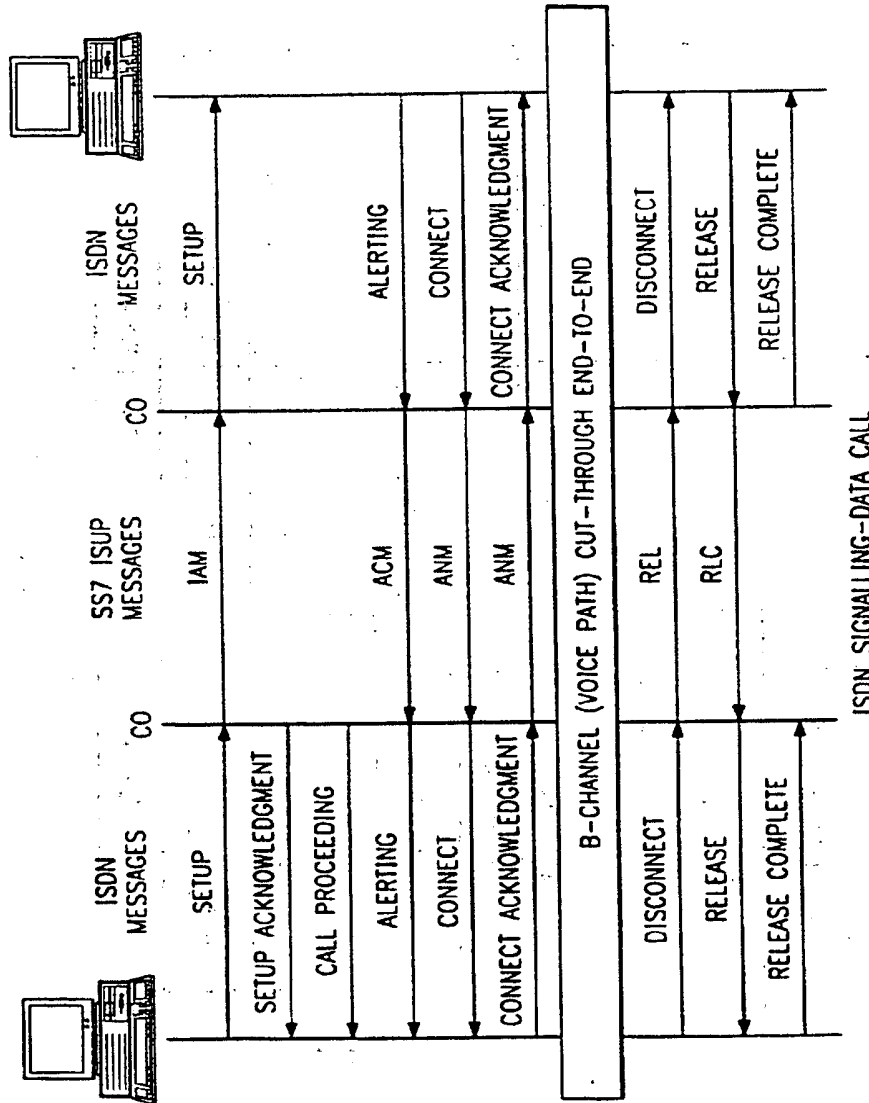 ISDN
MESSAGES
CO
SS7 ISUP
MESSAGES
CO
ISDN
MESSAGES
SETUP
IAM
SETUP
SETUP ACKNOWLEDGMENT
CALL PROCEEDING
ALERTING
ACM
ALERTING
CONNECT
ANM
CONNECT
CONNECT ACKNOWLEDGMENT
ANM
CONNECT ACKNOWLEDGMENT
B-CHANNEL (VOICE PATH) CUT-THROUGH END-TO-END
DISCONNECT
REL
DISCONNECT
RELEASE
RLC
RELEASE
RELEASE COMPLETE
RELEASE COMPLETE
ISDN SIGNALLING-DATA CALL